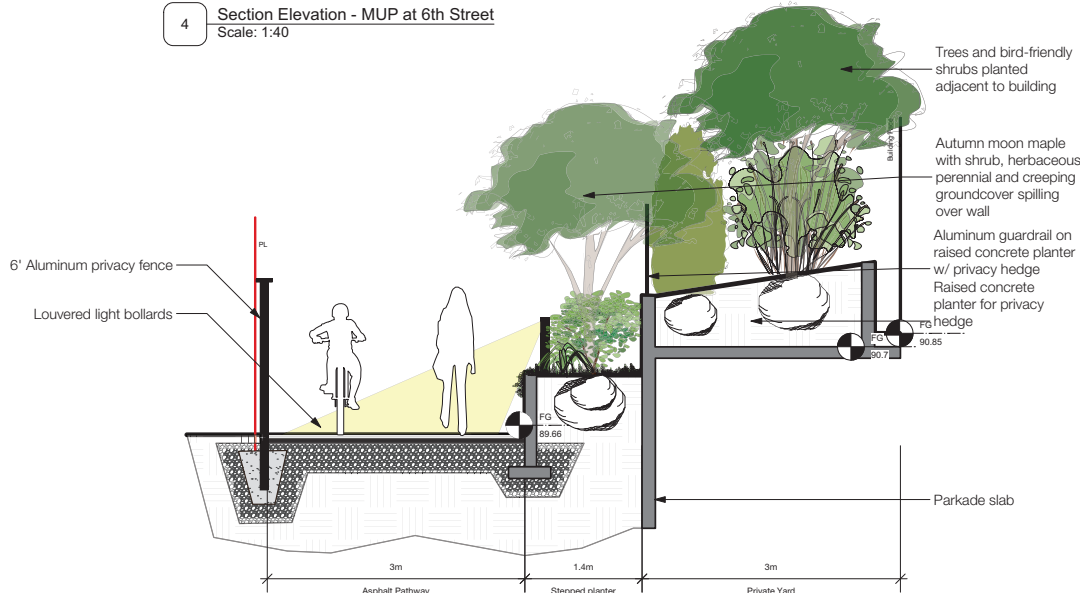 4
Section Elevation - MUP at 6th Street
Scale: 1:40
Trees and bird-friendly
shrubs planted
adjacent to building
Building
Autumn moon maple
with shrub, herbaceous
perennial and creeping
groundcover spilling
over wall
PL
6' Aluminum privacy fence
Louvered light bollards
Aluminum guardrail on
raised concrete planter
w/ privacy hedge
Raised concrete
planter for privacy
hedge
FG
90.85
FG
90.7
FG
89.66
Parkade slab
3m
1.4m
3m
Asphalt Pathway
Stepped planter
Private Yard